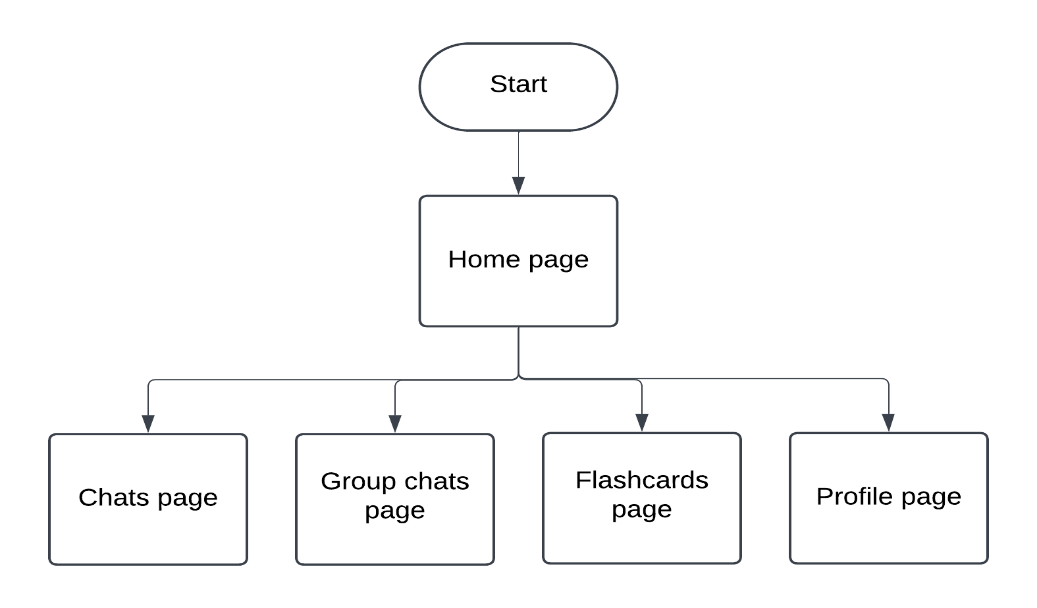 Start
Home page
Chats page
Group chats
page
Flashcards
page
Profile page